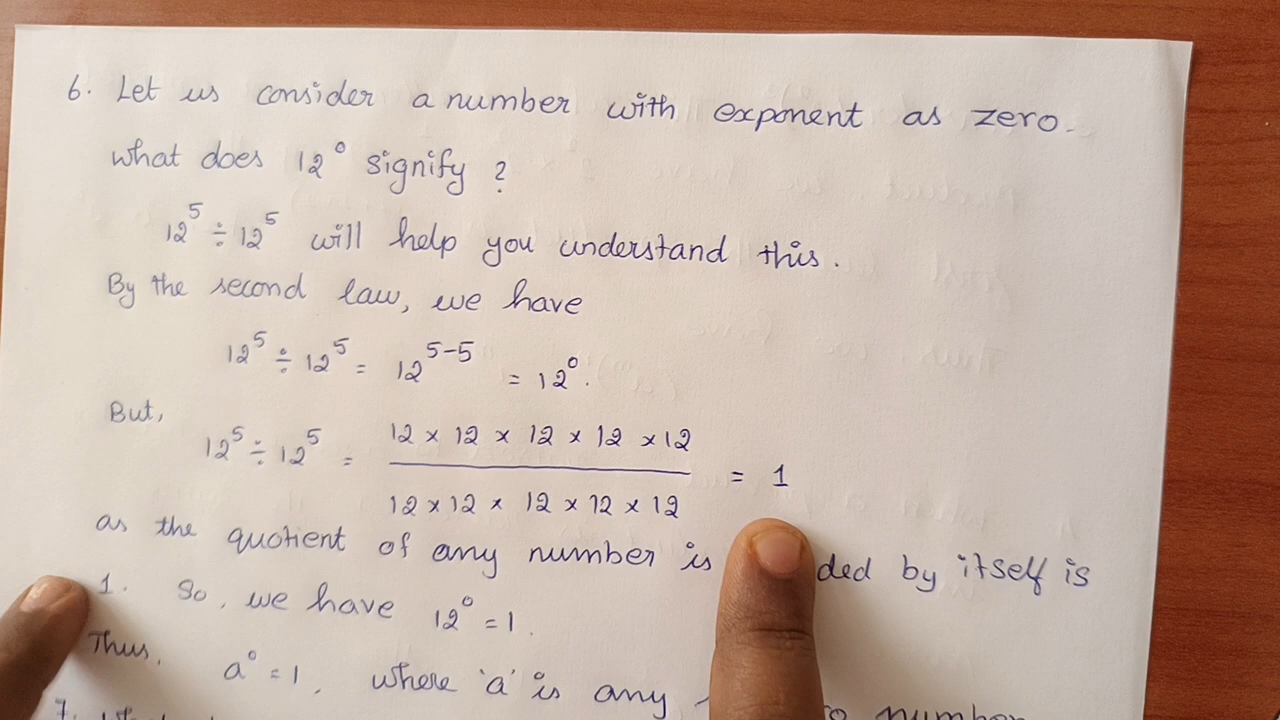 6. Let us consider a number with exponent as zero.
What does 12⁰ signify ?
12⁵ ÷ 12⁵ will help you understand this.
By the second law, we have
12⁵ ÷ 12⁵ = 12⁵⁻⁵ = 12⁰.
But,
12⁵ ÷ 12⁵ = 12 × 12 × 12 × 12 × 12 / 12 × 12 × 12 × 12 × 12 = 1
as the quotient of any number is ded by itself is
1. So, we have 12⁰ = 1.
Thus,
a⁰ = 1, where 'a' is any number
7.